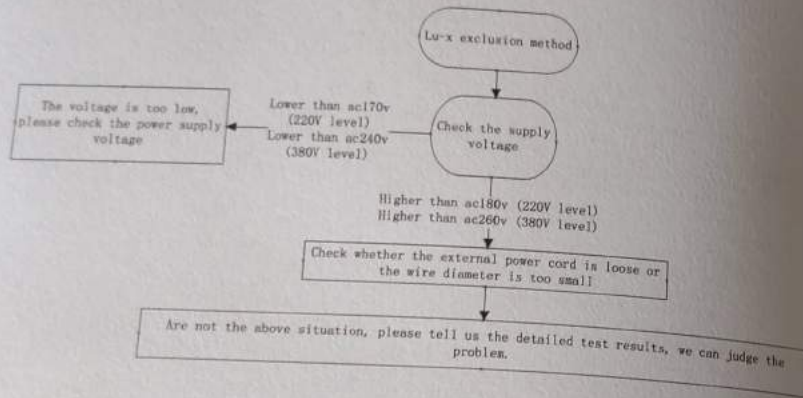 Lu-x exclusion method
The voltage is too low,
please check the power supply
voltage
Lower than ac170v
(220V level)
Lower than ac240v
(380V level)
Check the supply
voltage
Higher than ac180v (220V level)
Higher than ac260v (380V level)
Check whether the external power cord is loose or
the wire diameter is too small
Are not the above situation, please tell us the detailed test results, we can judge the
problem.